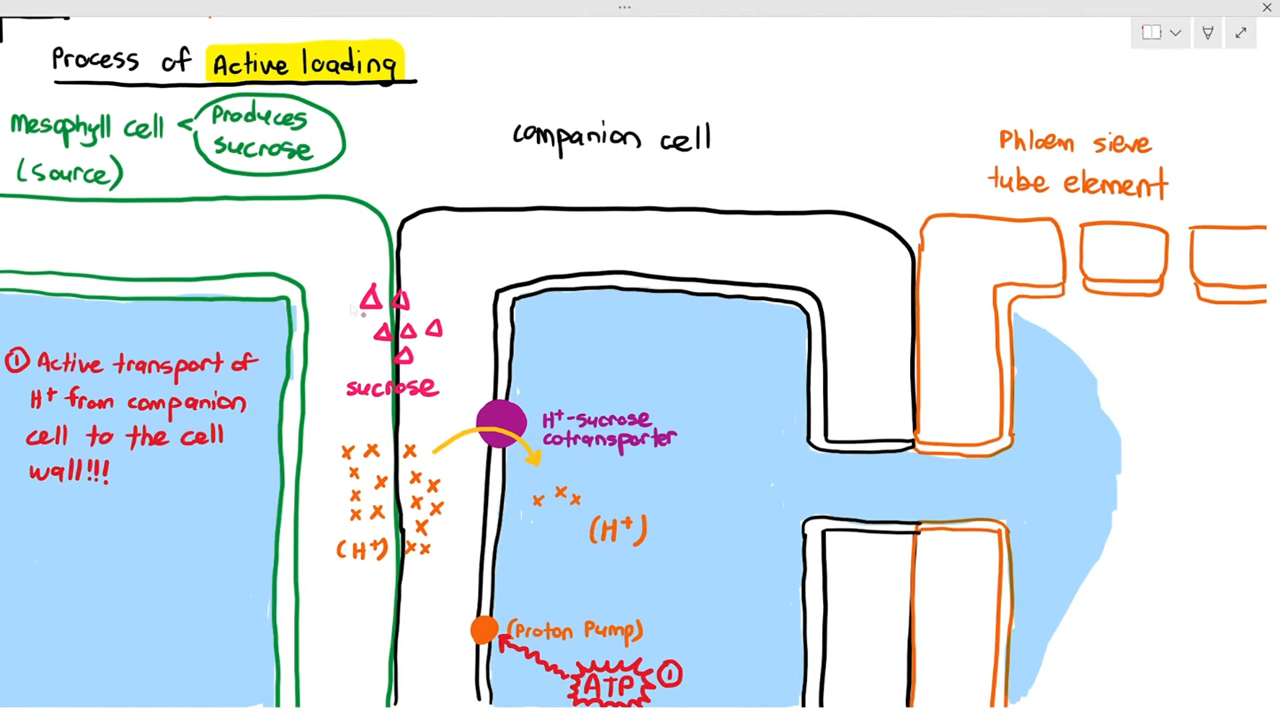 Process of Active loading
Mesophyll cell < Produces sucrose
(source)
companion cell
Phloem sieve
tube element
① Active transport of
H⁺ from companion
cell to the cell
wall!!!
sucrose
H⁺-sucrose
cotransporter
(H⁺)
(H⁺)
(Proton Pump)
ATP ①